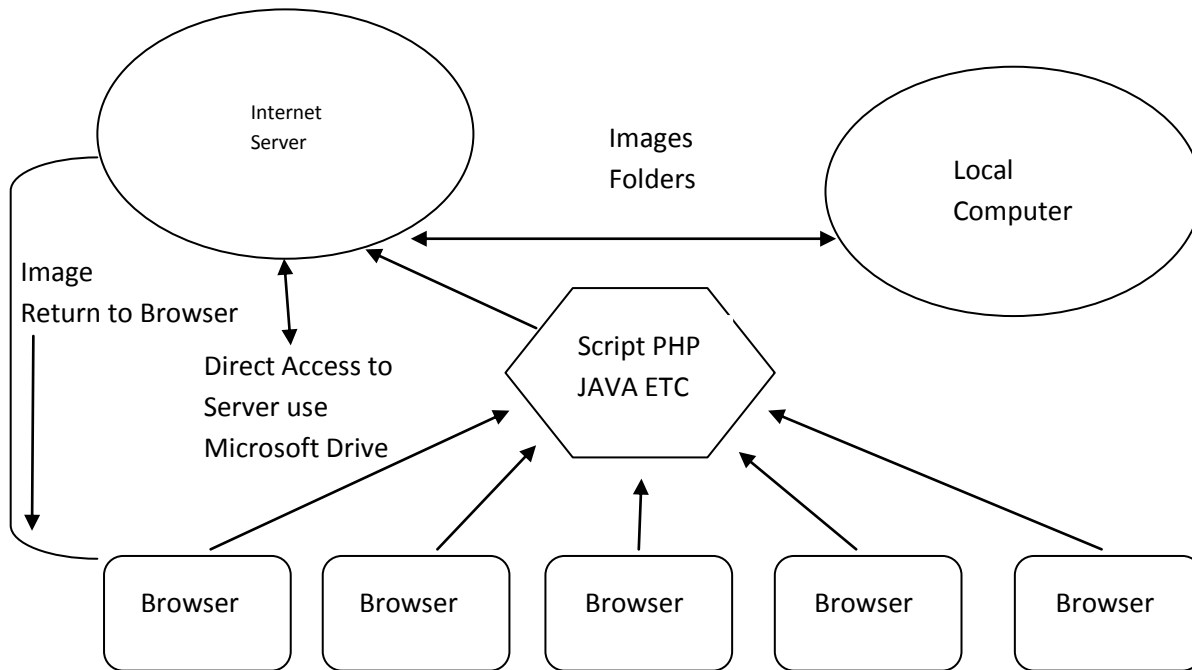 Internet
Server
Images
Folders
Local
Computer
Image
Return to Browser
Direct Access to
Server use
Microsoft Drive
Script PHP
JAVA ETC
Browser
Browser
Browser
Browser
Browser